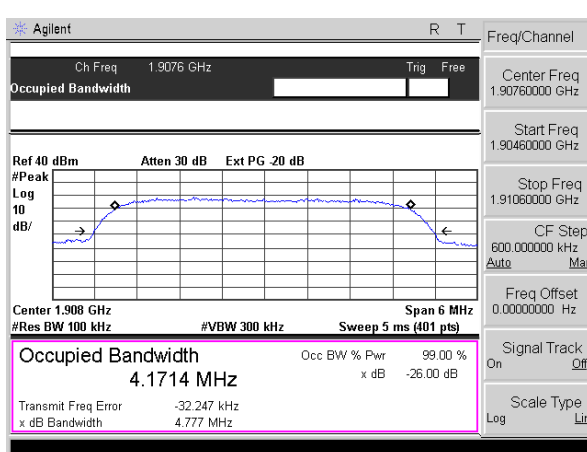 Agilent R T
Freq/Channel
Ch Freq 1.9076 GHz Trig Free
Occupied Bandwidth
Center Freq
1.90760000 GHz
Start Freq
1.90460000 GHz
Stop Freq
1.91060000 GHz
CF Step
600.000000 kHz
Auto Ma
Freq Offset
0.00000000 Hz
Signal Track
On Off
Scale Type
Log Lin
Ref 40 dBm Atten 30 dB Ext PG -20 dB
#Peak
Log
10
dB/
Center 1.908 GHz Span 6 MHz
#Res BW 100 kHz #VBW 300 kHz Sweep 5 ms (401 pts)
Occupied Bandwidth Occ BW % Pwr 99.00 %
4.1714 MHz x dB -26.00 dB
Transmit Freq Error -32.247 kHz
x dB Bandwidth 4.777 MHz